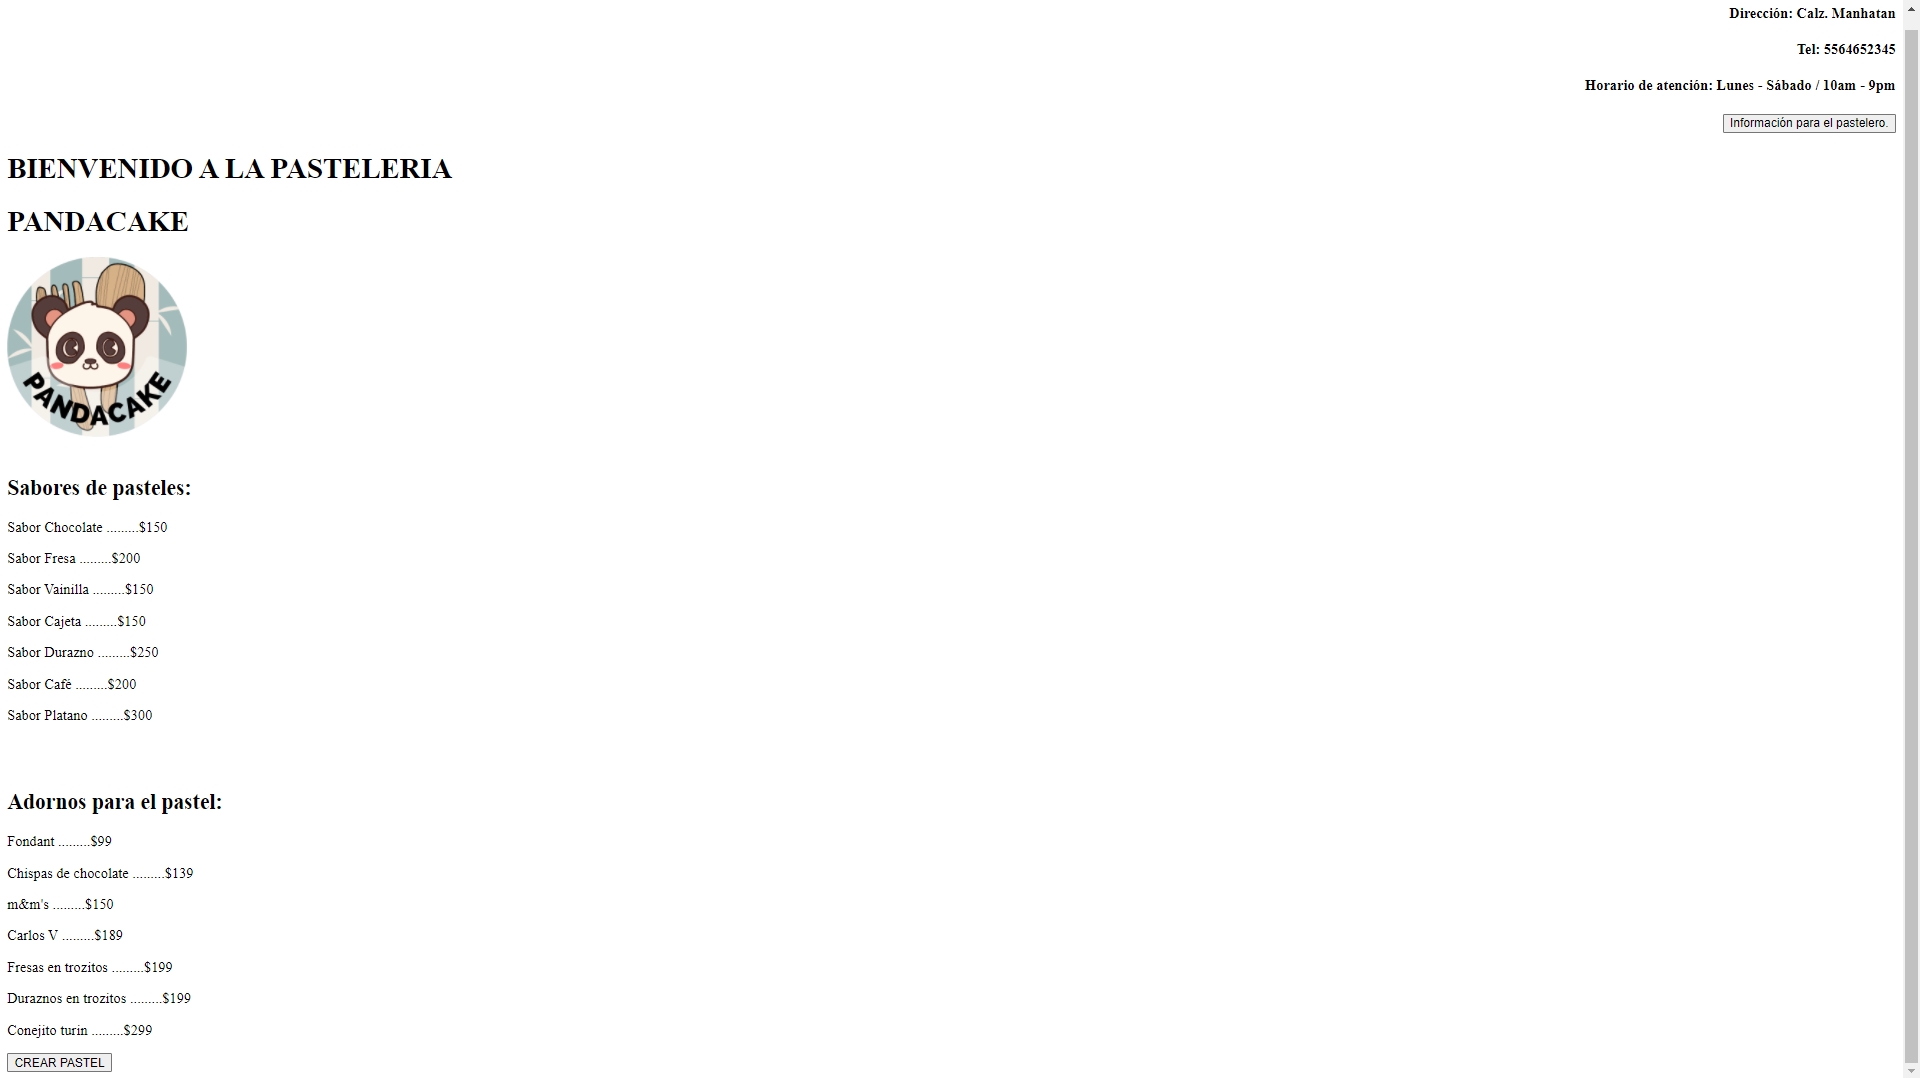 Dirección: Calz. Manhatan
Tel: 5564652345
Horario de atención: Lunes - Sábado / 10am - 9pm
Información para el pastelero.
BIENVENIDO A LA PASTELERIA
PANDACAKE
PANDACAKE
Sabores de pasteles:
Sabor Chocolate .........$150
Sabor Fresa .........$200
Sabor Vainilla .........$150
Sabor Cajeta .........$150
Sabor Durazno .........$250
Sabor Café .........$200
Sabor Platano .........$300
Adornos para el pastel:
Fondant .........$99
Chispas de chocolate .........$139
m&m's .........$150
Carlos V .........$189
Fresas en trozitos .........$199
Duraznos en trozitos .........$199
Conejito turin .........$299
CREAR PASTEL